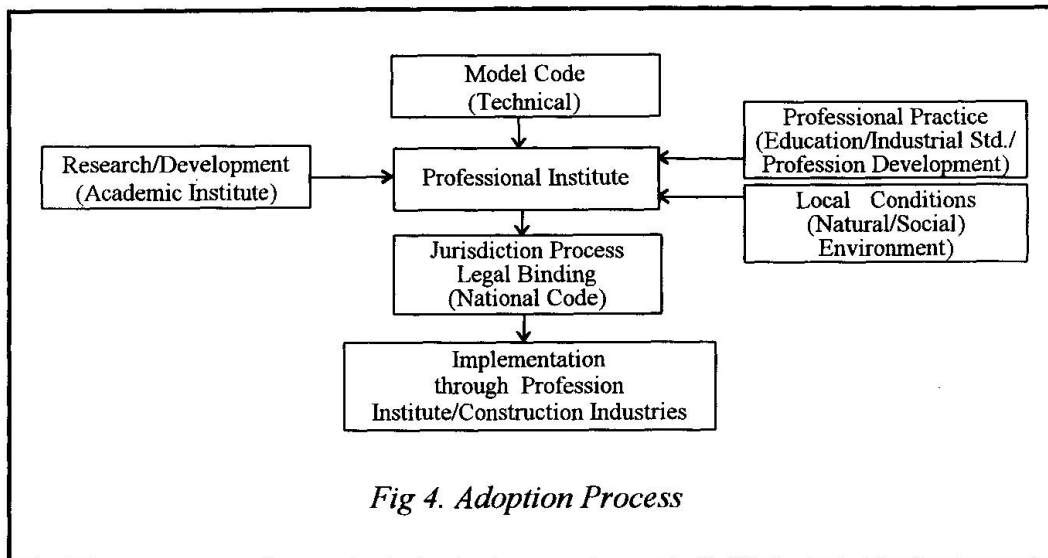 Model Code
(Technical)
Professional Practice
(Education/Industrial Std./
Profession Development)
Research/Development
(Academic Institute)
Professional Institute
Local Conditions
(Natural/Social)
Environment)
Jurisdiction Process
Legal Binding
(National Code)
Implementation
through Profession
Institute/Construction Industries
Fig 4. Adoption Process